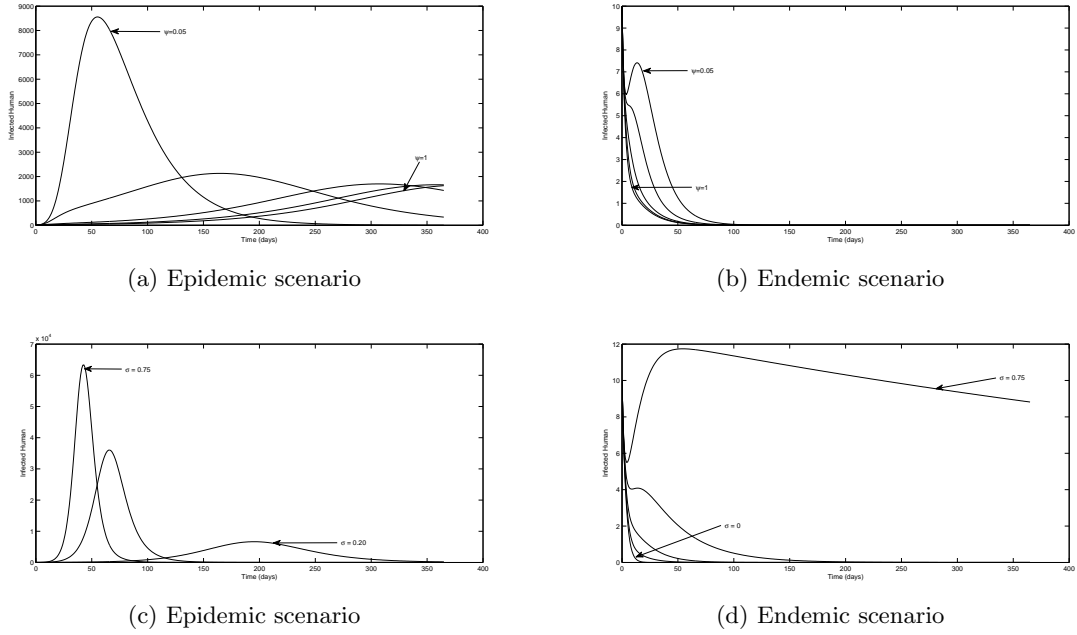 9000
8000
7000
6000
5000
4000
3000
2000
1000
0
Infected Human
ψ=0.05
ψ=1
0 50 100 150 200 250 300 350 400
Time (days)
(a) Epidemic scenario
10
9
8
7
6
5
4
3
2
1
0
Infected Human
ψ=0.05
ψ=1
0 50 100 150 200 250 300 350 400
Time (days)
(b) Endemic scenario
x 10^4
7
6
5
4
3
2
1
0
Infected Human
σ = 0.75
σ = 0.20
0 50 100 150 200 250 300 350 400
Time (days)
(c) Epidemic scenario
12
10
8
6
4
2
0
Infected Human
σ = 0.75
σ = 0
0 50 100 150 200 250 300 350 400
Time (days)
(d) Endemic scenario